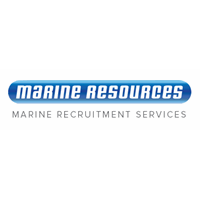 MARINE RESOURCES
MARINE RECRUITMENT SERVICES